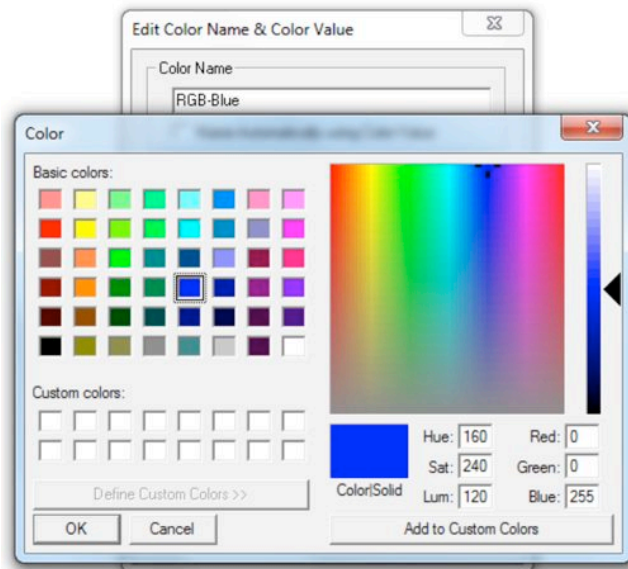 Edit Color Name & Color Value
Color Name
RGB-Blue
Color
Basic colors:
Custom colors:
Define Custom Colors >>
OK
Cancel
Color|Solid
Hue: 160
Sat: 240
Lum: 120
Red: 0
Green: 0
Blue: 255
Add to Custom Colors